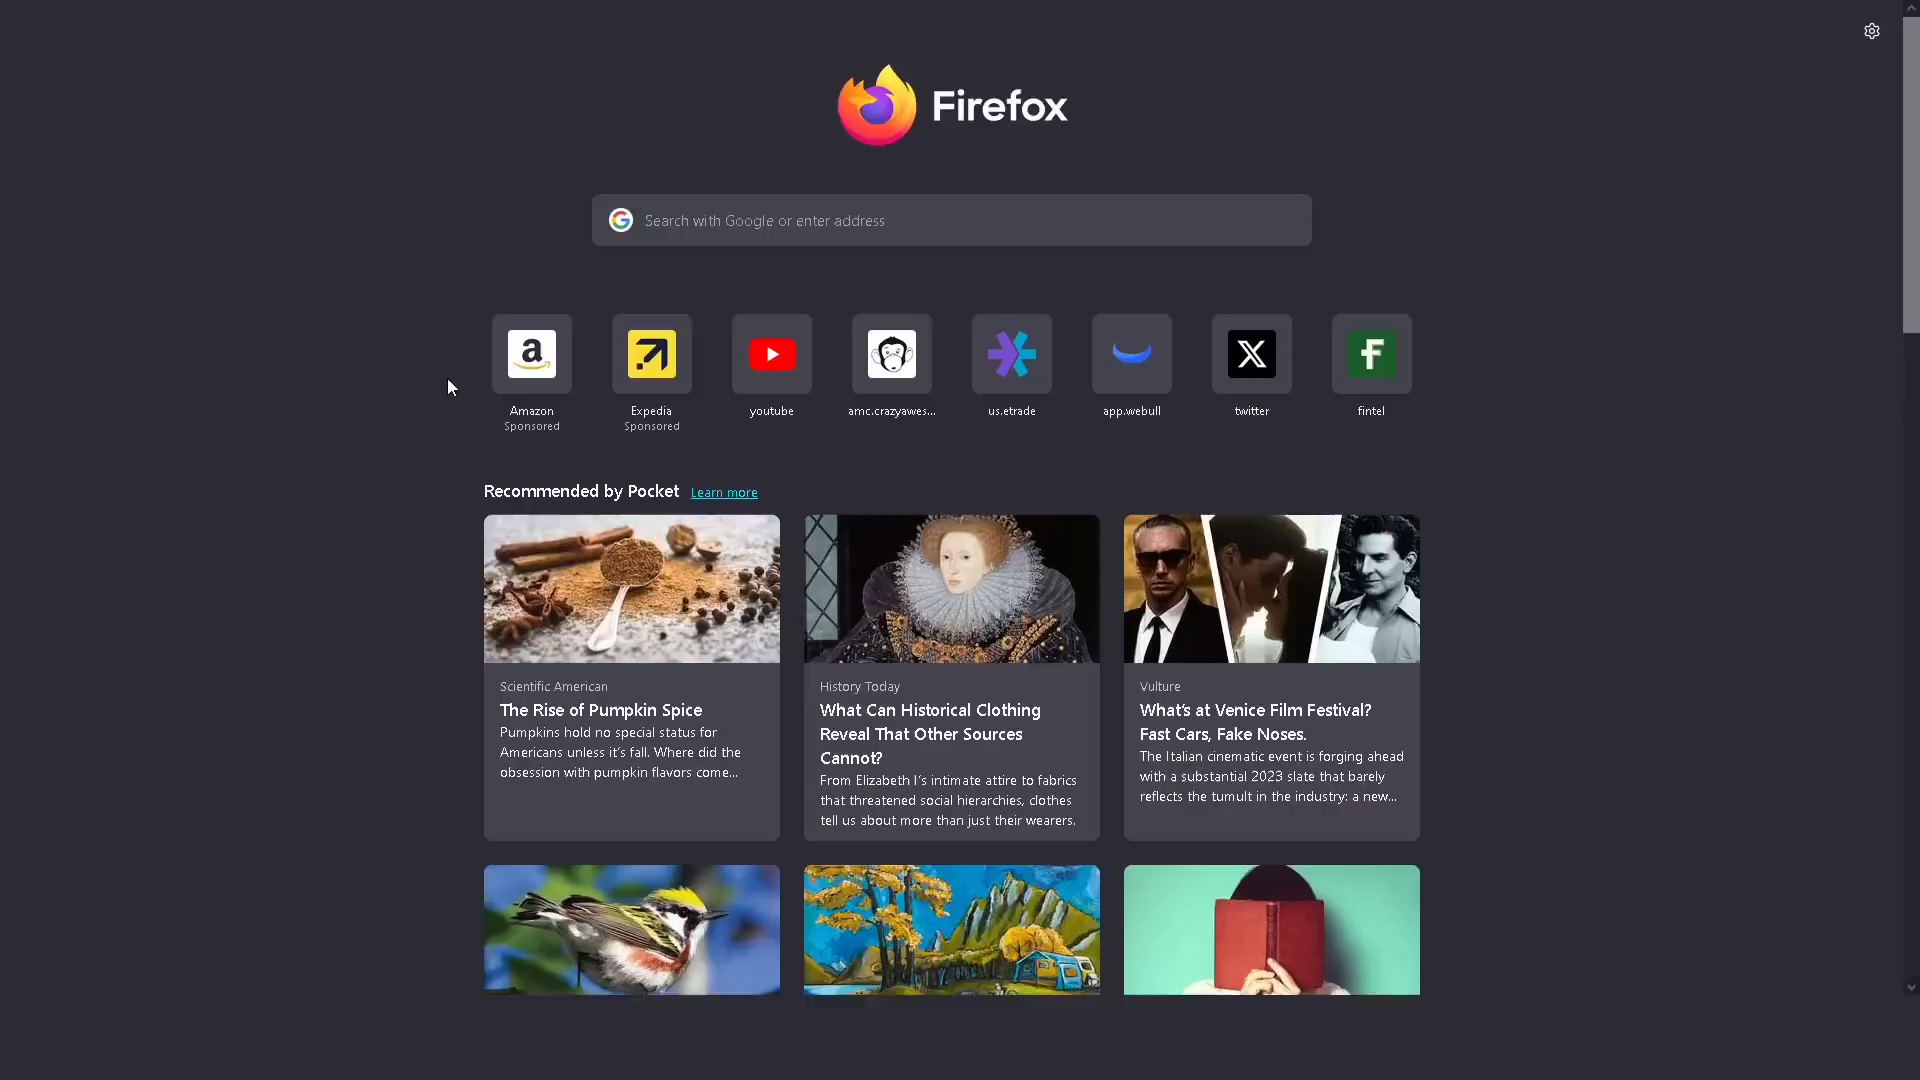 Firefox
Search with Google or enter address
Amazon
Sponsored
Expedia
Sponsored
youtube
amc.crazyawes...
us.etrade
app.webull
twitter
fintel
Recommended by Pocket Learn more
Scientific American
The Rise of Pumpkin Spice
Pumpkins hold no special status for
Americans unless it's fall. Where did the
obsession with pumpkin flavors come...
History Today
What Can Historical Clothing
Reveal That Other Sources
Cannot?
From Elizabeth I's intimate attire to fabrics
that threatened social hierarchies, clothes
tell us about more than just their wearers.
Vulture
What's at Venice Film Festival?
Fast Cars, Fake Noses.
The Italian cinematic event is forging ahead
with a substantial 2023 slate that barely
reflects the tumult in the industry: a new...